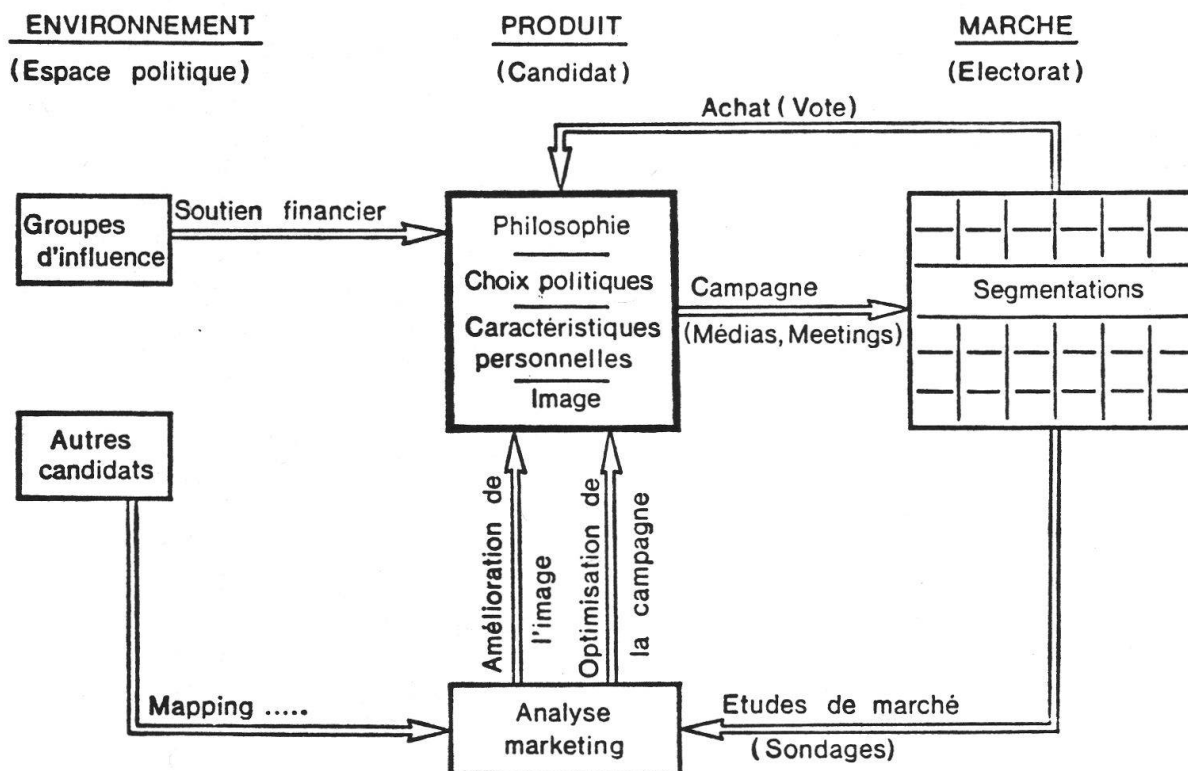 ENVIRONNEMENT
(Espace politique)
PRODUIT
(Candidat)
MARCHE
(Electorat)
Achat (Vote)
Groupes
d'influence
Soutien financier
Philosophie
Choix politiques
Caractéristiques
personnelles
Image
Campagne
(Médias, Meetings)
Segmentations
Autres
candidats
Amélioration de
l'image
Optimisation de
la campagne
Mapping .....
Analyse
marketing
Etudes de marché
(Sondages)